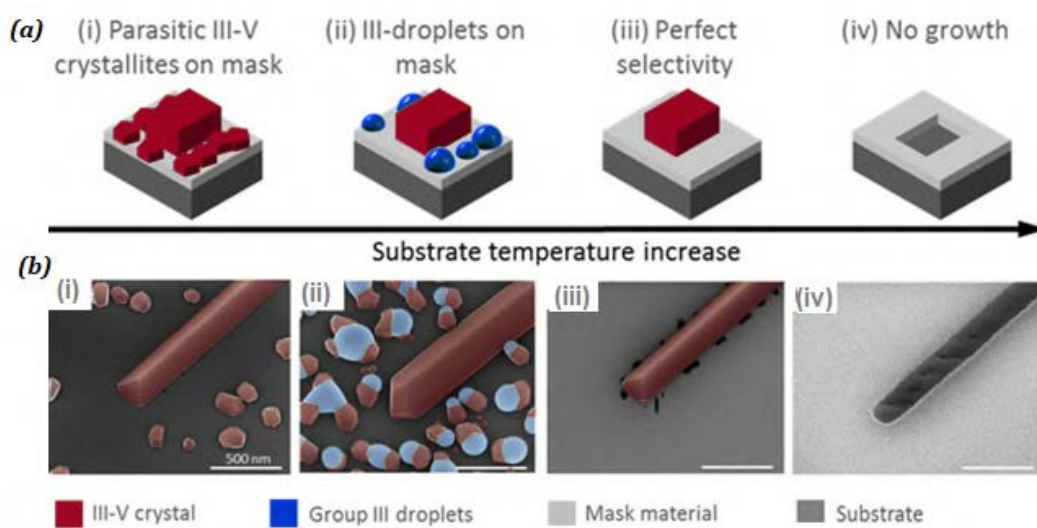 (a)
(i) Parasitic III-V
crystallites on mask
(ii) III-droplets on
mask
(iii) Perfect
selectivity
(iv) No growth
Substrate temperature increase
(b)
(i)
(ii)
(iii)
(iv)
500 nm
III-V crystal
Group III droplets
Mask material
Substrate